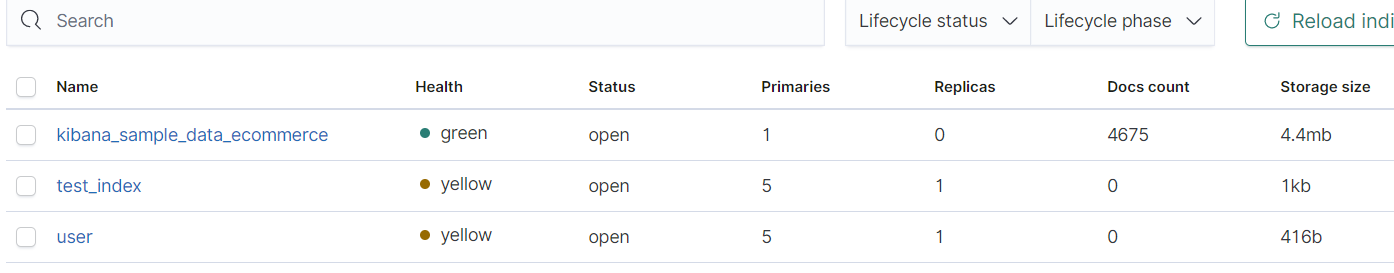 Search Lifecycle status Lifecycle phase Reload indi
Name Health Status Primaries Replicas Docs count Storage size
kibana_sample_data_ecommerce green open 1 0 4675 4.4mb
test_index yellow open 5 1 0 1kb
user yellow open 5 1 0 416b